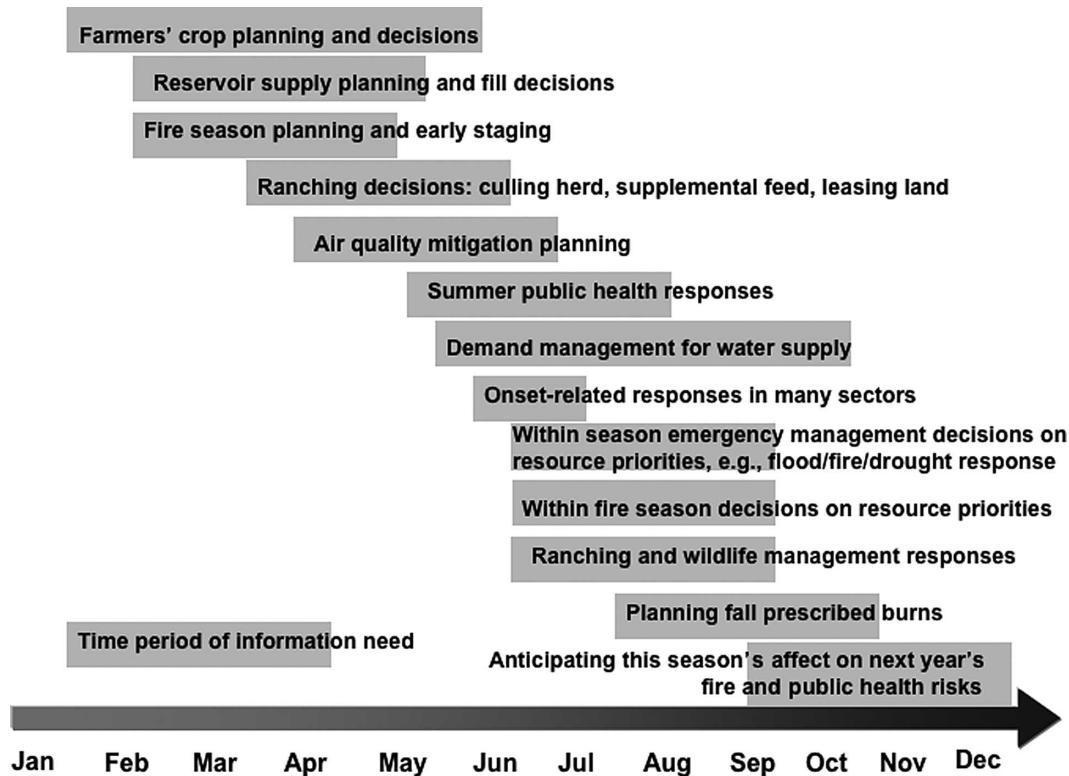 Farmers' crop planning and decisions
Reservoir supply planning and fill decisions
Fire season planning and early staging
Ranching decisions: culling herd, supplemental feed, leasing land
Air quality mitigation planning
Summer public health responses
Demand management for water supply
Onset-related responses in many sectors
Within season emergency management decisions on
resource priorities, e.g., flood/fire/drought response
Within fire season decisions on resource priorities
Ranching and wildlife management responses
Planning fall prescribed burns
Time period of information need
Anticipating this season's affect on next year's
fire and public health risks
Jan Feb Mar Apr May Jun Jul Aug Sep Oct Nov Dec